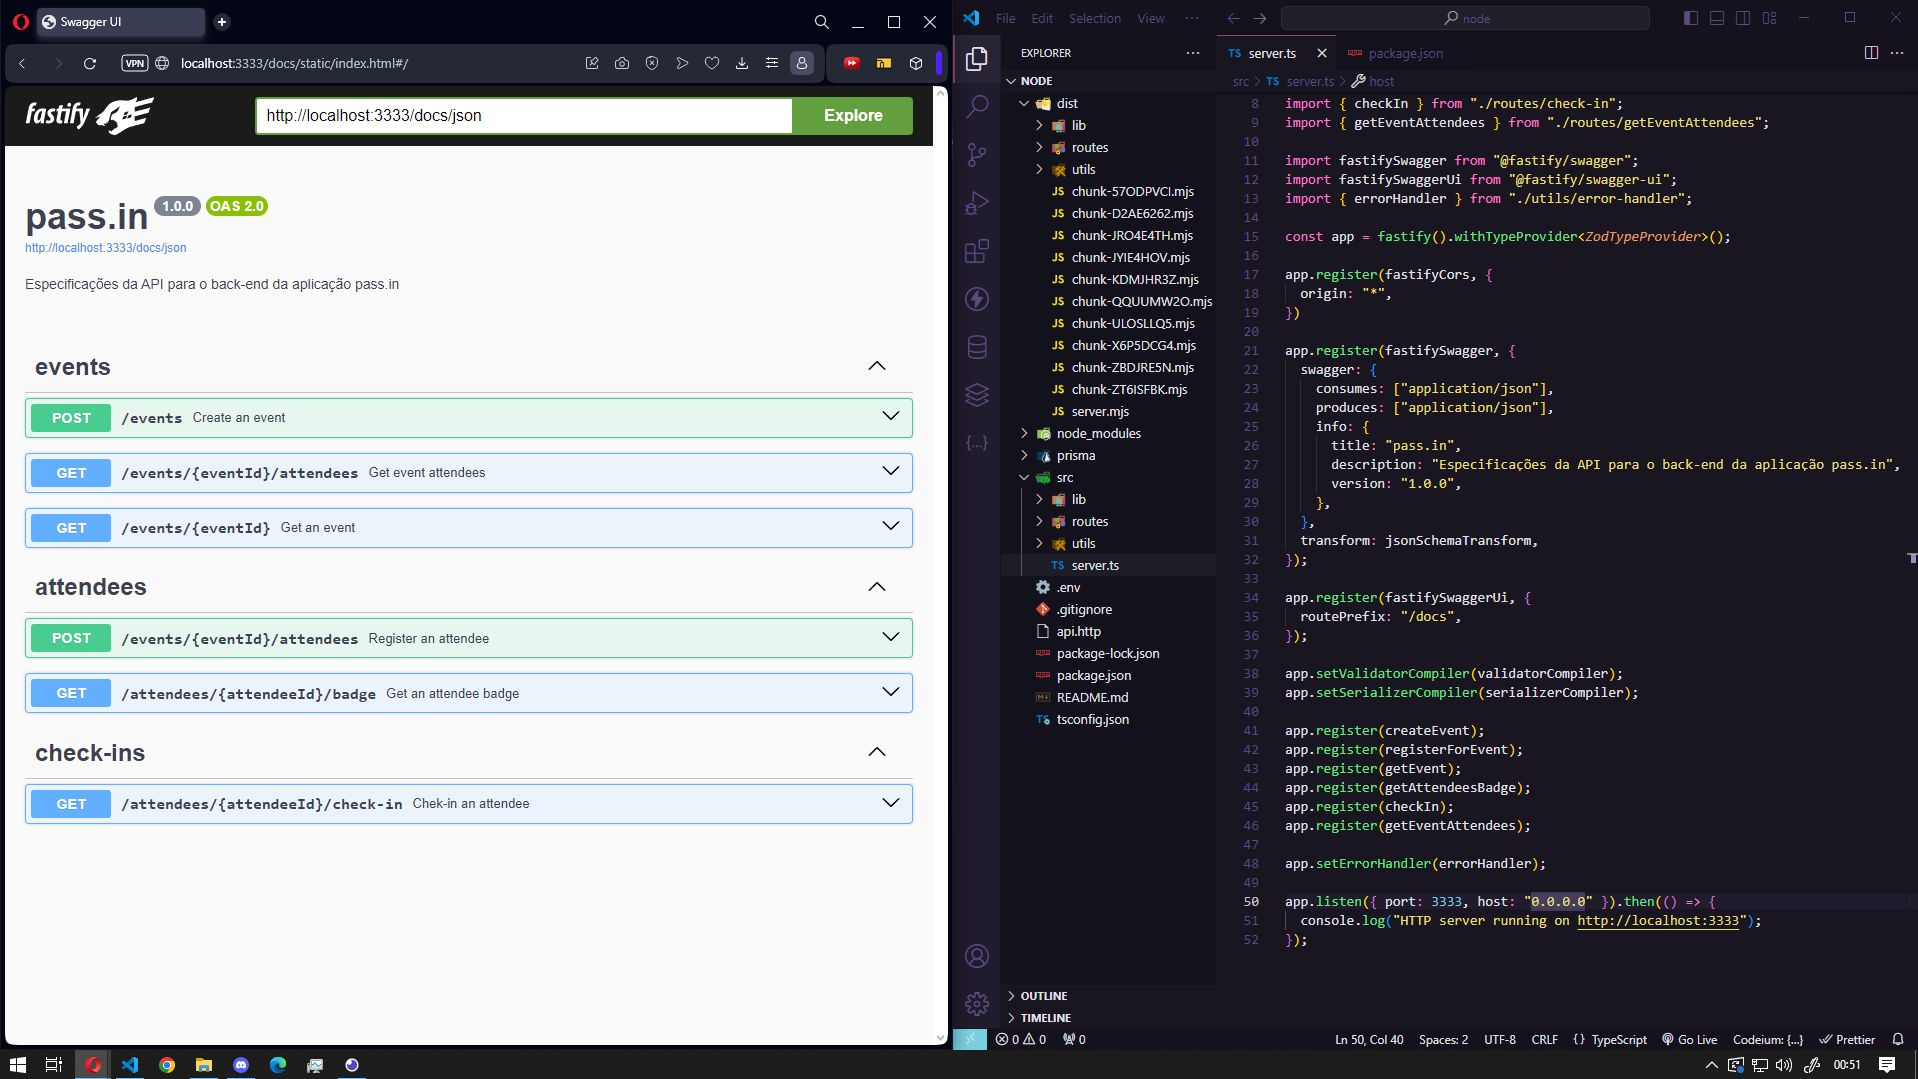 Swagger UI
VPN
localhost:3333/docs/static/index.html#/
fastify
http://localhost:3333/docs/json
Explore
pass.in
1.0.0
OAS 2.0
http://localhost:3333/docs/json
Especificações da API para o back-end da aplicação pass.in
events
POST /events Create an event
GET /events/{eventId}/attendees Get event attendees
GET /events/{eventId} Get an event
attendees
POST /events/{eventId}/attendees Register an attendee
GET /attendees/{attendeeId}/badge Get an attendee badge
check-ins
GET /attendees/{attendeeId}/check-in Chek-in an attendee
File Edit Selection View ···
node
EXPLORER ···
NODE
dist
lib
routes
utils
JS chunk-57ODPVCI.mjs
JS chunk-D2AE6262.mjs
JS chunk-JRO4E4TH.mjs
JS chunk-JYIE4HOV.mjs
JS chunk-KDMJHR3Z.mjs
JS chunk-QQUUMW2O.mjs
JS chunk-ULOSLLQ5.mjs
JS chunk-X6P5DCG4.mjs
JS chunk-ZBDJRE5N.mjs
JS chunk-ZT6ISFBK.mjs
JS server.mjs
node_modules
prisma
src
lib
routes
utils
TS server.ts
.env
.gitignore
api.http
package-lock.json
package.json
README.md
tsconfig.json
OUTLINE
TIMELINE
TS server.ts
package.json
src > TS server.ts > host
8 import { checkIn } from "./routes/check-in";
9 import { getEventAttendees } from "./routes/getEventAttendees";
10
11 import fastifySwagger from "@fastify/swagger";
12 import fastifySwaggerUi from "@fastify/swagger-ui";
13 import { errorHandler } from "./utils/error-handler";
14
15 const app = fastify().withTypeProvider<ZodTypeProvider>();
16
17 app.register(fastifyCors, {
18 origin: "*",
19 })
20
21 app.register(fastifySwagger, {
22 swagger: {
23 consumes: ["application/json"],
24 produces: ["application/json"],
25 info: {
26 title: "pass.in",
27 description: "Especificações da API para o back-end da aplicação pass.in",
28 version: "1.0.0",
29 },
30 },
31 transform: jsonSchemaTransform,
32 });
33
34 app.register(fastifySwaggerUi, {
35 routePrefix: "/docs",
36 });
37
38 app.setValidatorCompiler(validatorCompiler);
39 app.setSerializerCompiler(serializerCompiler);
40
41 app.register(createEvent);
42 app.register(registerForEvent);
43 app.register(getEvent);
44 app.register(getAttendeesBadge);
45 app.register(checkIn);
46 app.register(getEventAttendees);
47
48 app.setErrorHandler(errorHandler);
49
50 app.listen({ port: 3333, host: "0.0.0.0" }).then(() => {
51 console.log("HTTP server running on http://localhost:3333");
52 });
0 0 0
Ln 50, Col 40 Spaces: 2 UTF-8 CRLF {} TypeScript Go Live Codeium: {...} Prettier
00:51